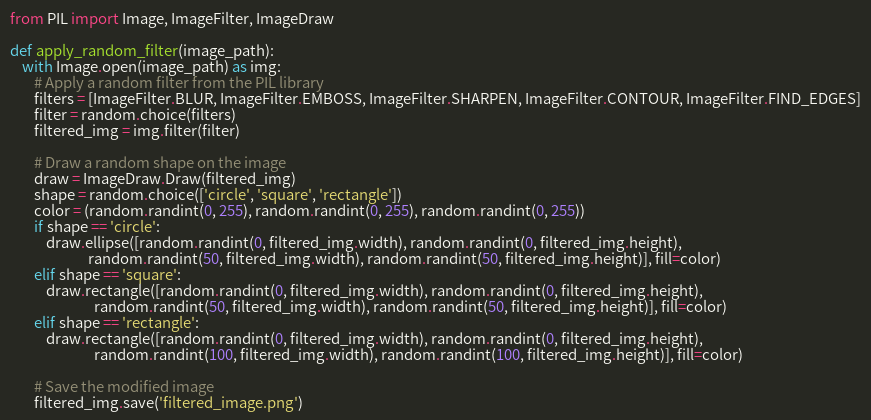 from PIL import Image, ImageFilter, ImageDraw

def apply_random_filter(image_path):
    with Image.open(image_path) as img:
        # Apply a random filter from the PIL library
        filters = [ImageFilter.BLUR, ImageFilter.EMBOSS, ImageFilter.SHARPEN, ImageFilter.CONTOUR, ImageFilter.FIND_EDGES]
        filter = random.choice(filters)
        filtered_img = img.filter(filter)

        # Draw a random shape on the image
        draw = ImageDraw.Draw(filtered_img)
        shape = random.choice(['circle', 'square', 'rectangle'])
        color = (random.randint(0, 255), random.randint(0, 255), random.randint(0, 255))
        if shape == 'circle':
            draw.ellipse([random.randint(0, filtered_img.width), random.randint(0, filtered_img.height),
                          random.randint(50, filtered_img.width), random.randint(50, filtered_img.height)], fill=color)
        elif shape == 'square':
            draw.rectangle([random.randint(0, filtered_img.width), random.randint(0, filtered_img.height),
                            random.randint(50, filtered_img.width), random.randint(50, filtered_img.height)], fill=color)
        elif shape == 'rectangle':
            draw.rectangle([random.randint(0, filtered_img.width), random.randint(0, filtered_img.height),
                            random.randint(100, filtered_img.width), random.randint(100, filtered_img.height)], fill=color)

        # Save the modified image
        filtered_img.save('filtered_image.png')